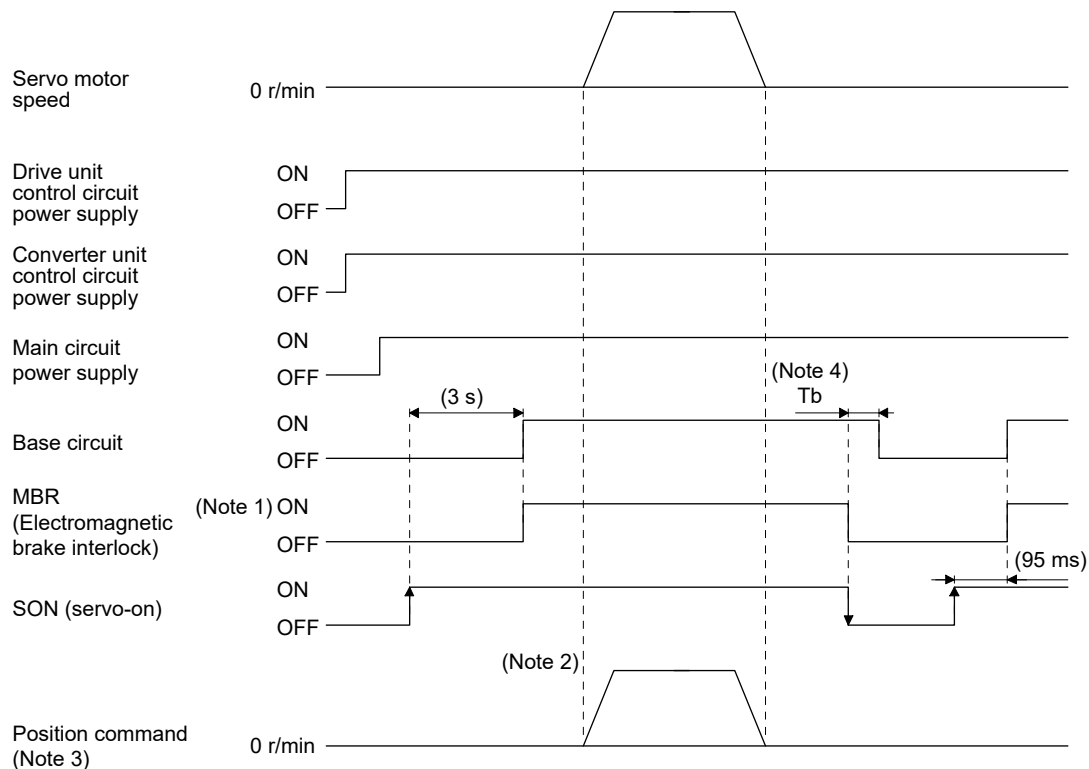 Servo motor
speed
0 r/min
Drive unit
control circuit
power supply
ON
OFF
Converter unit
control circuit
power supply
ON
OFF
Main circuit
power supply
ON
OFF
(Note 4)
Tb
(3 s)
Base circuit
ON
OFF
MBR
(Electromagnetic
brake interlock)
(Note 1) ON
OFF
(95 ms)
SON (servo-on)
ON
OFF
(Note 2)
Position command
(Note 3)
0 r/min